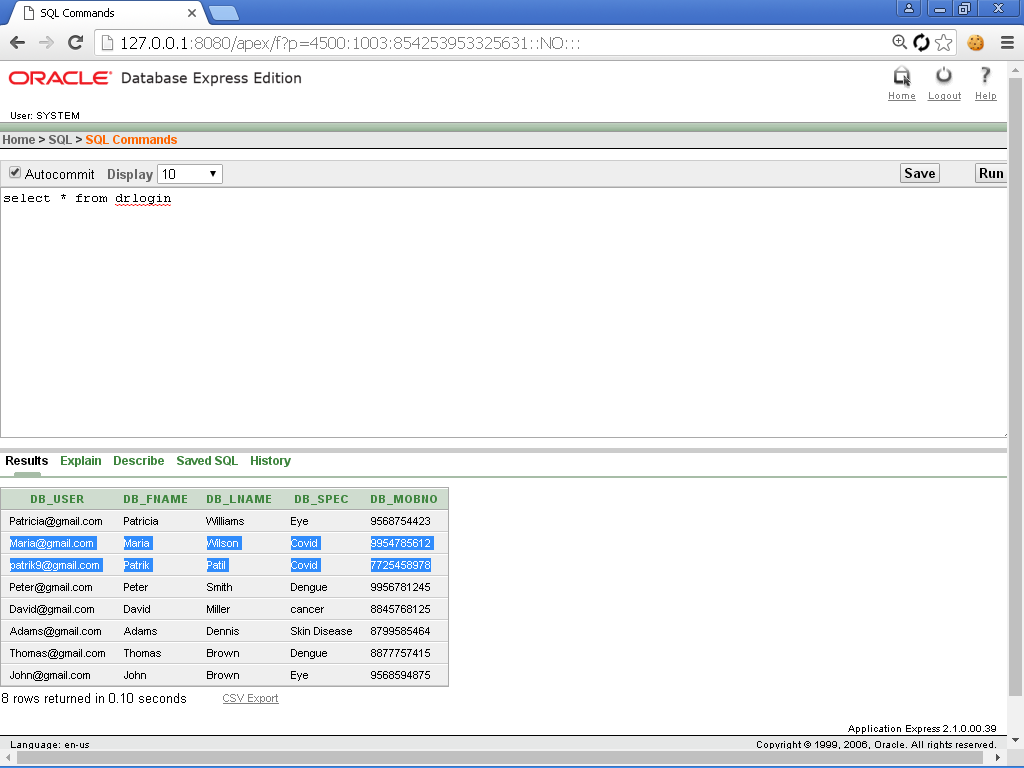 SQL Commands
127.0.0.1:8080/apex/f?p=4500:1003:854253953325631::NO:::
ORACLE® Database Express Edition
Home Logout Help
User: SYSTEM
Home > SQL > SQL Commands
Autocommit Display 10 Save Run
select * from drlogin
Results Explain Describe Saved SQL History
DB_USER DB_FNAME DB_LNAME DB_SPEC DB_MOBNO
Patricia@gmail.com Patricia Williams Eye 9568754423
Maria@gmail.com Maria Wilson Covid 9954785612
patrik9@gmail.com Patrik Patil Covid 7725458978
Peter@gmail.com Peter Smith Dengue 9956781245
David@gmail.com David Miller cancer 8845768125
Adams@gmail.com Adams Dennis Skin Disease 8799585464
Thomas@gmail.com Thomas Brown Dengue 8877757415
John@gmail.com John Brown Eye 9568594875
8 rows returned in 0.10 seconds CSV Export
Application Express 2.1.0.00.39
Language: en-us Copyright © 1999, 2006, Oracle. All rights reserved.